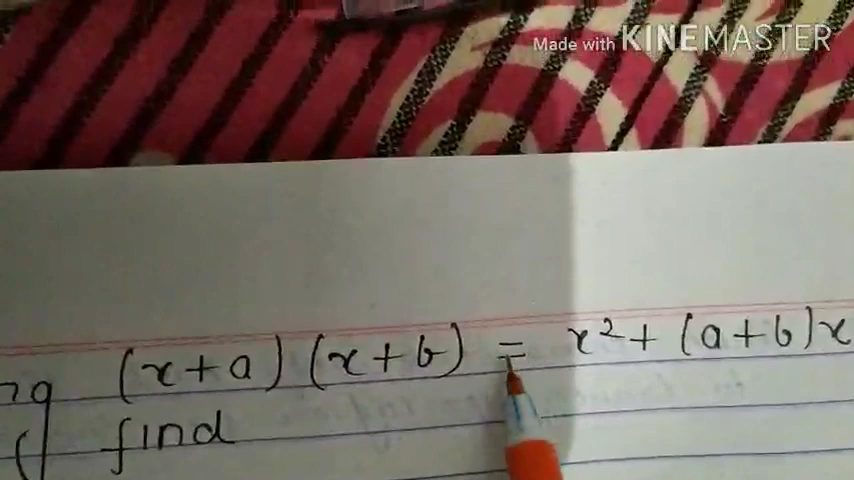 Made with KINEMASTER
(x+a) (x+b) = x²+ (a+b)x
find